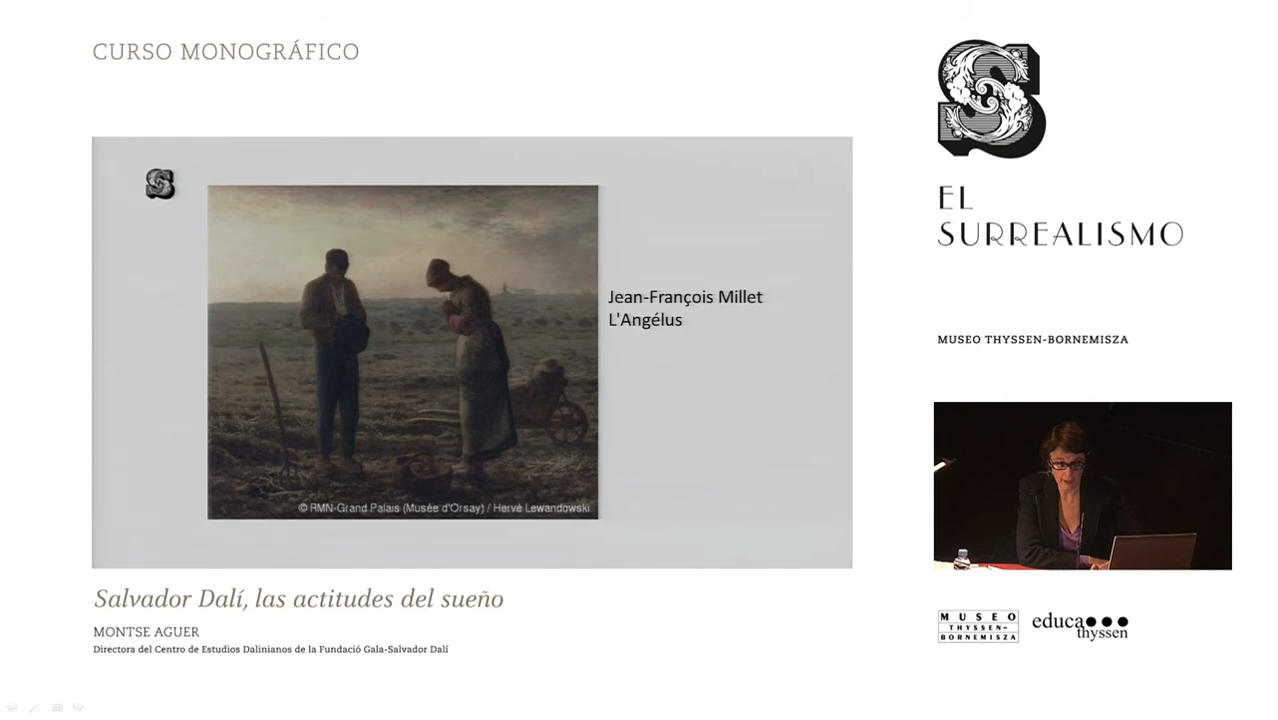 CURSO MONOGRÁFICO
S
S
EL
SURREALISMO
Jean-François Millet
L'Angélus
MUSEO THYSSEN-BORNEMISZA
© RMN-Grand Palais (Musée d'Orsay) / Hervé Lewandowski
Salvador Dalí, las actitudes del sueño
MONTSE AGUER
Directora del Centro de Estudios Dalinianos de la Fundació Gala-Salvador Dalí
MUSEO
THYSSEN-
BORNEMISZA
educa
thyssen